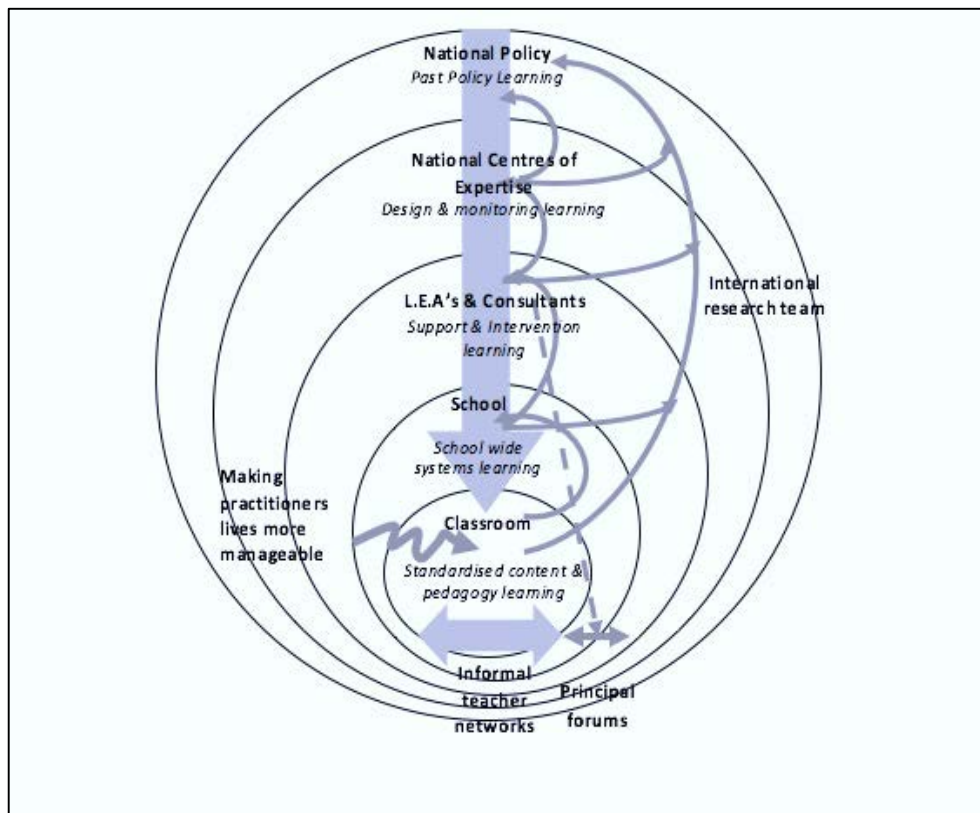 National Policy
Past Policy Learning
National Centres of
Expertise
Design & monitoring learning
L.E.A's & Consultants
Support & Intervention
learning
International
research team
School
School wide
systems learning
Making
practitioners
lives more
manageable
Classroom
Standardised content &
pedagogy learning
Informal
teacher
networks
Principal
forums